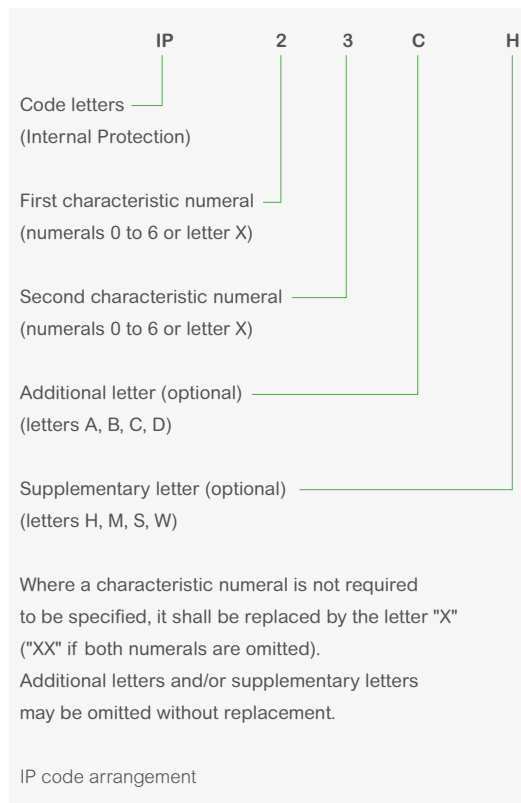 IP 2 3 C H
Code letters
(Internal Protection)
First characteristic numeral
(numerals 0 to 6 or letter X)
Second characteristic numeral
(numerals 0 to 6 or letter X)
Additional letter (optional)
(letters A, B, C, D)
Supplementary letter (optional)
(letters H, M, S, W)
Where a characteristic numeral is not required
to be specified, it shall be replaced by the letter "X"
("XX" if both numerals are omitted).
Additional letters and/or supplementary letters
may be omitted without replacement.
IP code arrangement